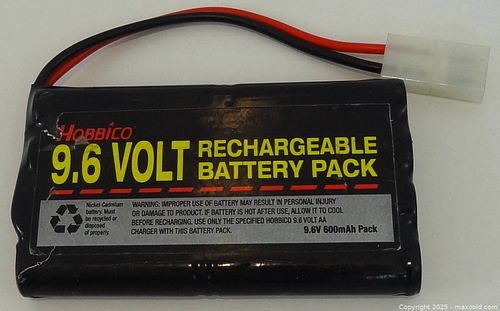 HOBBICO
9.6 VOLT RECHARGEABLE
BATTERY PACK
Nickel-Cadmium
battery. Must
be recycled or
disposed
of properly.
WARNING: IMPROPER USE OF BATTERY MAY RESULT IN PERSONAL INJURY
OR DAMAGE TO PRODUCT. IF BATTERY IS HOT AFTER USE, ALLOW IT TO COOL
BEFORE RECHARGING. USE ONLY THE SPECIFIED HOBBICO 9.6 VOLT AA
CHARGER WITH THIS BATTERY PACK.
9.6V 600mAh Pack
Copyright © 2025 - maxsold.com